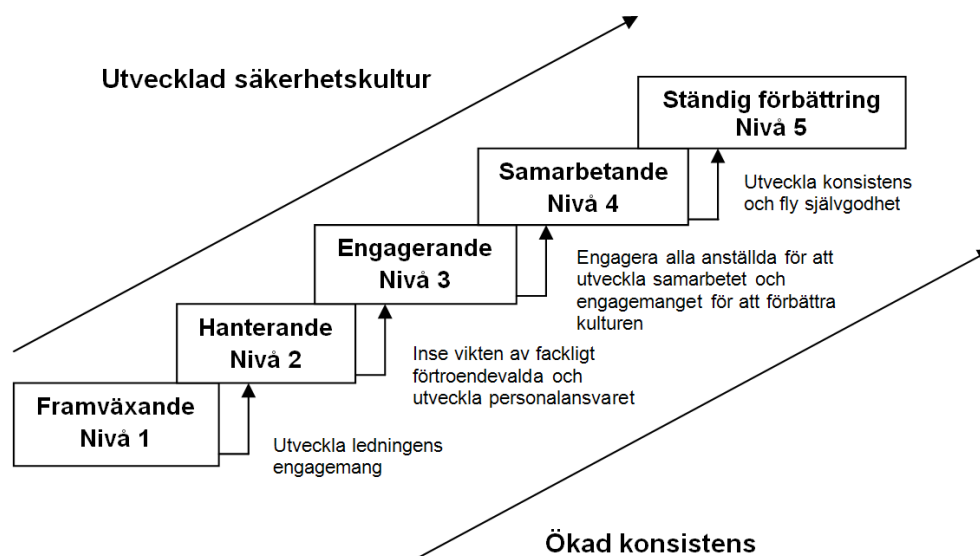 Utvecklad säkerhetskultur
Ständig förbättring
Nivå 5
Samarbetande
Nivå 4
Utveckla konsistens
och fly självgodhet
Engagerande
Nivå 3
Engagera alla anställda för att
utveckla samarbetet och
engagemanget för att förbättra
kulturen
Hanterande
Nivå 2
Inse vikten av fackligt
förtroendevalda och
utveckla personalansvaret
Framväxande
Nivå 1
Utveckla ledningens
engagemang
Ökad konsistens